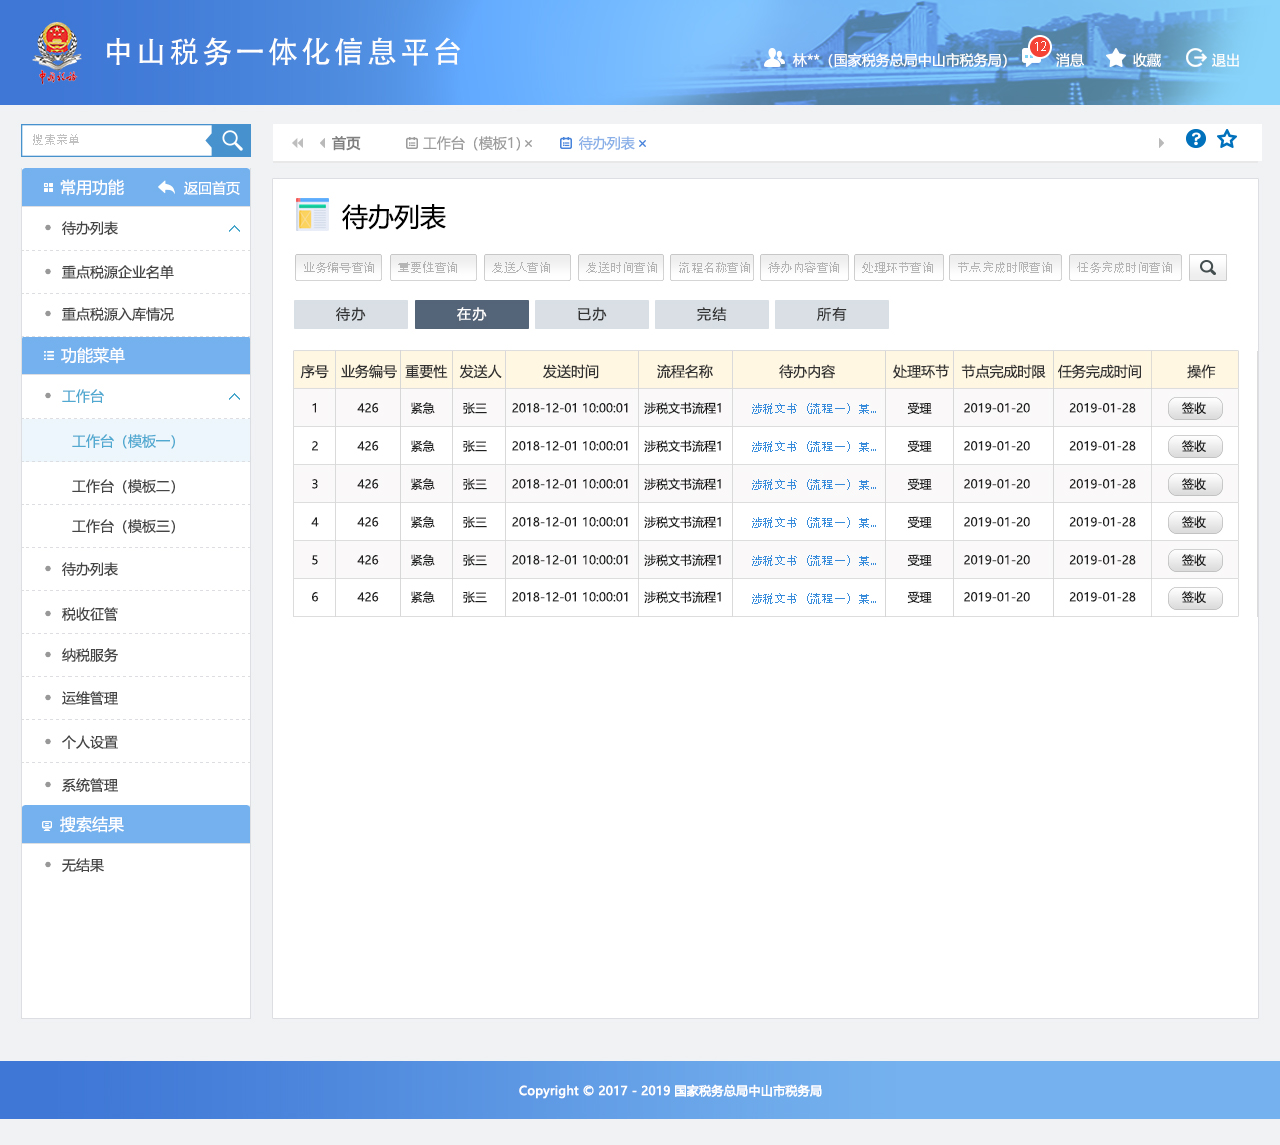 中山税务一体化信息平台
林**（国家税务总局中山市税务局）
12
消息
收藏
退出
搜索菜单
首页
工作台（模板1）×
待办列表 ×
常用功能
返回首页
待办列表
重点税源企业名单
重点税源入库情况
功能菜单
工作台
工作台（模板一）
工作台（模板二）
工作台（模板三）
待办列表
税收征管
纳税服务
运维管理
个人设置
系统管理
搜索结果
无结果
待办列表
业务编号查询 重要性查询 发送人查询 发送时间查询 流程名称查询 待办内容查询 处理环节查询 节点完成时限查询 任务完成时间查询
待办 在办 已办 完结 所有
序号 业务编号 重要性 发送人 发送时间 流程名称 待办内容 处理环节 节点完成时限 任务完成时间 操作
1 426 紧急 张三 2018-12-01 10:00:01 涉税文书流程1 涉税文书（流程一）某... 受理 2019-01-20 2019-01-28 签收
2 426 紧急 张三 2018-12-01 10:00:01 涉税文书流程1 涉税文书（流程一）某... 受理 2019-01-20 2019-01-28 签收
3 426 紧急 张三 2018-12-01 10:00:01 涉税文书流程1 涉税文书（流程一）某... 受理 2019-01-20 2019-01-28 签收
4 426 紧急 张三 2018-12-01 10:00:01 涉税文书流程1 涉税文书（流程一）某... 受理 2019-01-20 2019-01-28 签收
5 426 紧急 张三 2018-12-01 10:00:01 涉税文书流程1 涉税文书（流程一）某... 受理 2019-01-20 2019-01-28 签收
6 426 紧急 张三 2018-12-01 10:00:01 涉税文书流程1 涉税文书（流程一）某... 受理 2019-01-20 2019-01-28 签收
Copyright © 2017 - 2019 国家税务总局中山市税务局